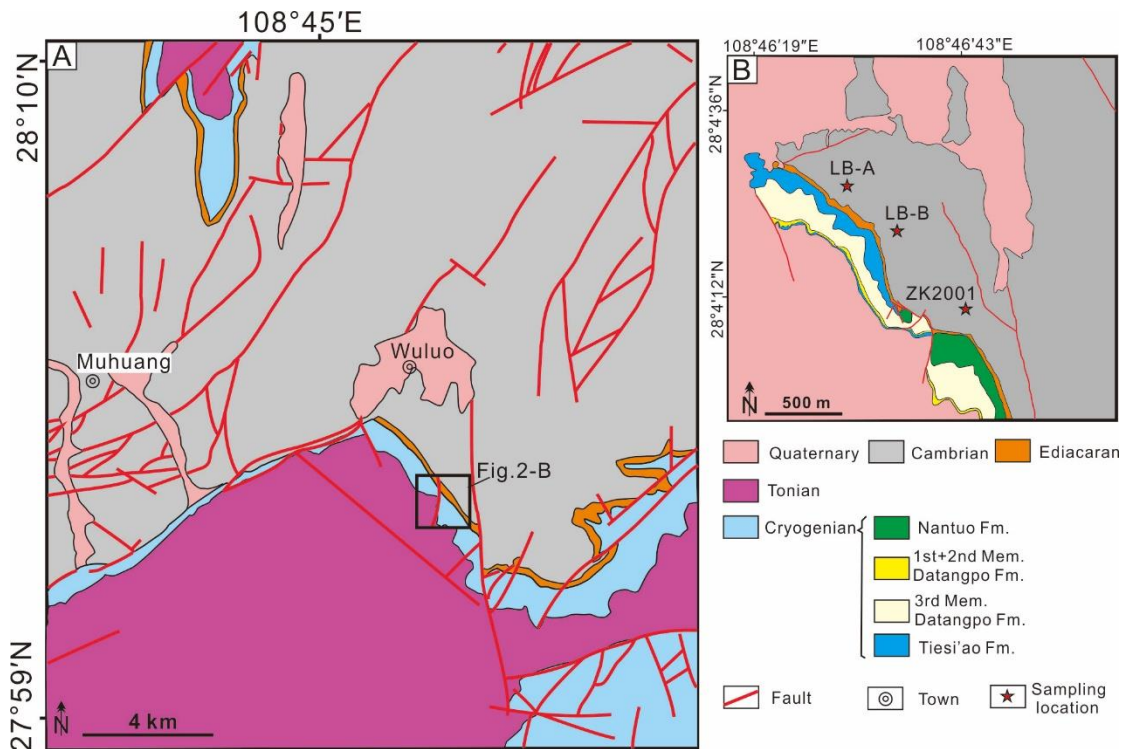 108°45′E
A
28°10′N
Muhuang
Wuluo
Fig.2-B
27°59′N
N
4 km
108°46′19″E
108°46′43″E
B
28°4′36″N
LB-A
LB-B
28°4′12″N
ZK2001
N
500 m
Quaternary
Cambrian
Ediacaran
Tonian
Cryogenian
Nantuo Fm.
1st+2nd Mem.
Datangpo Fm.
3rd Mem.
Datangpo Fm.
Tiesi'ao Fm.
Fault
Town
Sampling
location